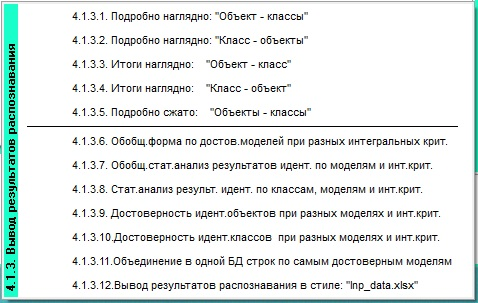 4.1.3. Вывод результатов распознавания
4.1.3.1. Подробно наглядно: "Объект - классы"
4.1.3.2. Подробно наглядно: "Класс - объекты"
4.1.3.3. Итоги наглядно: "Объект - класс"
4.1.3.4. Итоги наглядно: "Класс - объект"
4.1.3.5. Подробно сжато: "Объекты - классы"
4.1.3.6. Обобщ.форма по достов.моделей при разных интегральных крит.
4.1.3.7. Обобщ.стат.анализ результатов идент. по моделям и инт.крит.
4.1.3.8. Стат.анализ результ. идент. по классам, моделям и инт.крит.
4.1.3.9. Достоверность идент.объектов при разных моделях и инт.крит.
4.1.3.10.Достоверность идент.классов при разных моделях и инт.крит.
4.1.3.11.Объединение в одной БД строк по самым достоверным моделям
4.1.3.12.Вывод результатов распознавания в стиле: "Inp_data.xlsx"